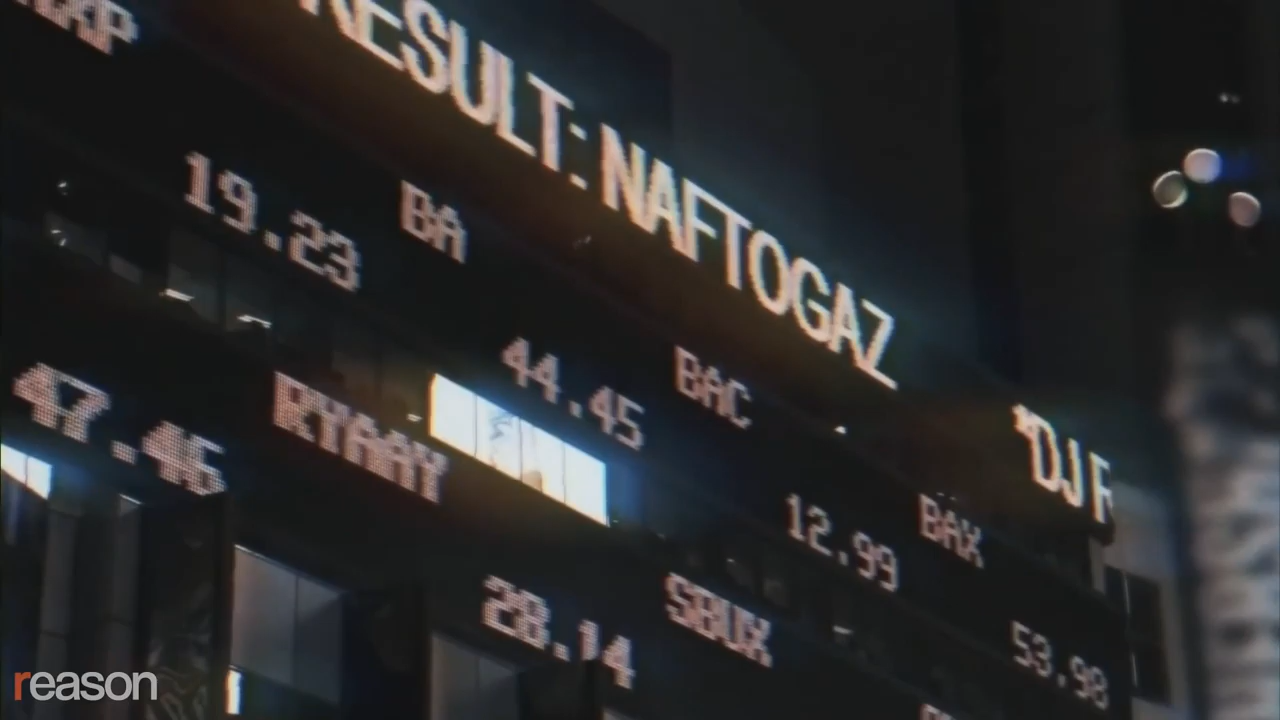 RESULT: NAFTOGAZ *DJ
19.23 BA 44.45 BAC 12.99 BAX 53.98
47.46 RYAAY 28.14 SBUX
reason